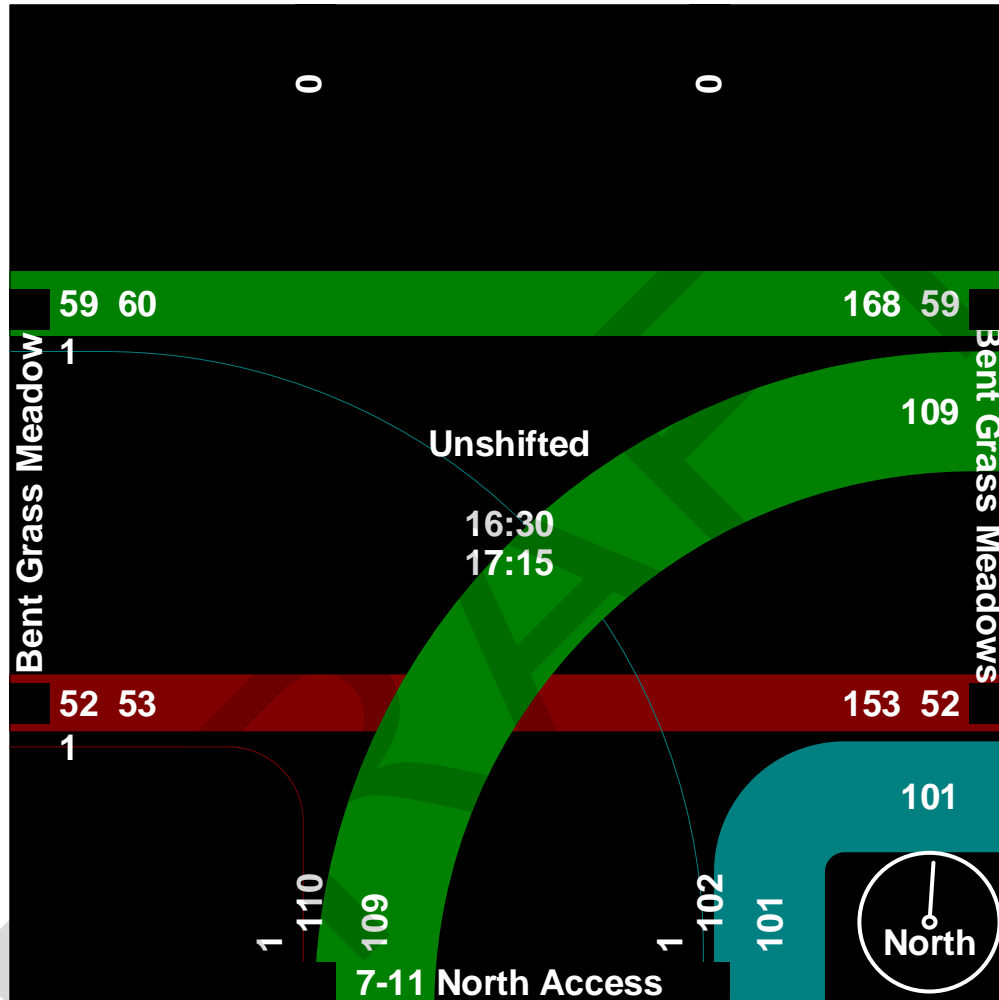 0 0
59 60 168 59
1
Bent Grass Meadow
Bent Grass Meadows
109
Unshifted
16:30
17:15
52 53 153 52
1
101
110 102
1 109 1 101
North
7-11 North Access
DRAFT